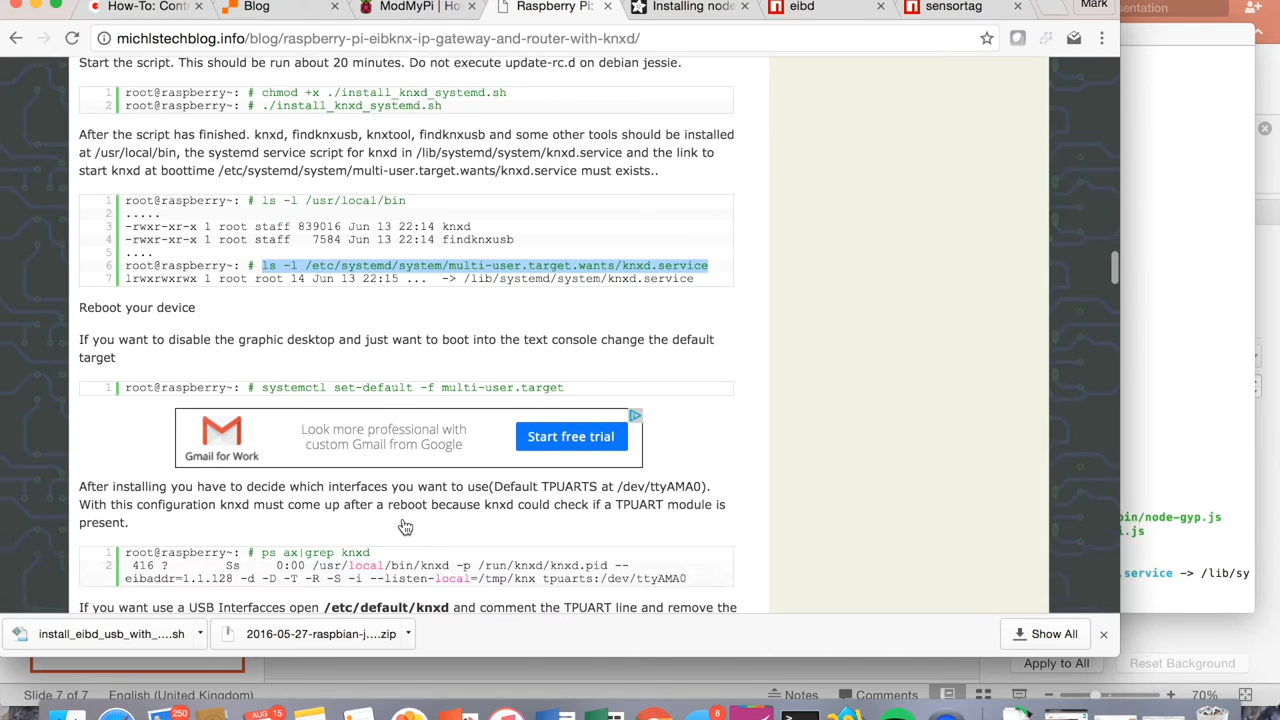 How-To: Cont
Blog
ModMyPi | Ho
Raspberry Pi:
Installing node
eibd
sensortag
Mark
michlstechblog.info/blog/raspberry-pi-eibknx-ip-gateway-and-router-with-knxd/
Presentation
Start the script. This should be run about 20 minutes. Do not execute update-rc.d on debian jessie.
1 root@raspberry~: # chmod +x ./install_knxd_systemd.sh
2 root@raspberry~: # ./install_knxd_systemd.sh
After the script has finished. knxd, findknxusb, knxtool, findknxusb and some other tools should be installed
at /usr/local/bin, the systemd service script for knxd in /lib/systemd/system/knxd.service and the link to
start knxd at boottime /etc/systemd/system/multi-user.target.wants/knxd.service must exists..
1 root@raspberry~: # ls -l /usr/local/bin
2 .....
3 -rwxr-xr-x 1 root staff 839016 Jun 13 22:14 knxd
4 -rwxr-xr-x 1 root staff   7584 Jun 13 22:14 findknxusb
5 ....
6 root@raspberry~: # ls -l /etc/systemd/system/multi-user.target.wants/knxd.service
7 lrwxrwxrwx 1 root root 14 Jun 13 22:15 ... -> /lib/systemd/system/knxd.service
Reboot your device
If you want to disable the graphic desktop and just want to boot into the text console change the default
target
1 root@raspberry~: # systemctl set-default -f multi-user.target
Look more professional with
custom Gmail from Google
Start free trial
Gmail for Work
After installing you have to decide which interfaces you want to use(Default TPUARTS at /dev/ttyAMA0).
With this configuration knxd must come up after a reboot because knxd could check if a TPUART module is
present.
bin/node-gyp.js
i.js
1 root@raspberry~: # ps ax|grep knxd
2  416 ?      Ss     0:00 /usr/local/bin/knxd -p /run/knxd/knxd.pid --
eibaddr=1.1.128 -d -D -T -R -S -i --listen-local=/tmp/knx tpuarts:/dev/ttyAMA0
.service -> /lib/sy
If you want use a USB Interfacces open /etc/default/knxd and comment the TPUART line and remove the
install_eibd_usb_with_....sh
2016-05-27-raspbian-j....zip
Show All
Apply to All
Reset Background
Slide 7 of 7
English (United Kingdom)
Notes
Comments
70%
250
AUG
15
8